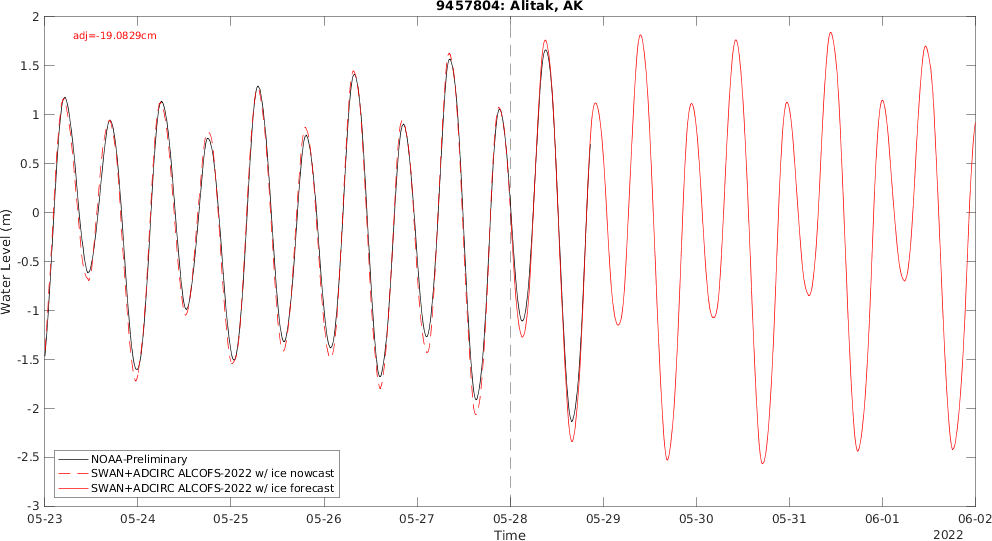 9457804: Alitak, AK
adj=-19.0829cm
2
1.5
1
0.5
0
-0.5
-1
-1.5
-2
-2.5
-3
Water Level (m)
NOAA-Preliminary
SWAN+ADCIRC ALCOFS-2022 w/ ice nowcast
SWAN+ADCIRC ALCOFS-2022 w/ ice forecast
05-23 05-24 05-25 05-26 05-27 05-28 05-29 05-30 05-31 06-01 06-02
Time
2022